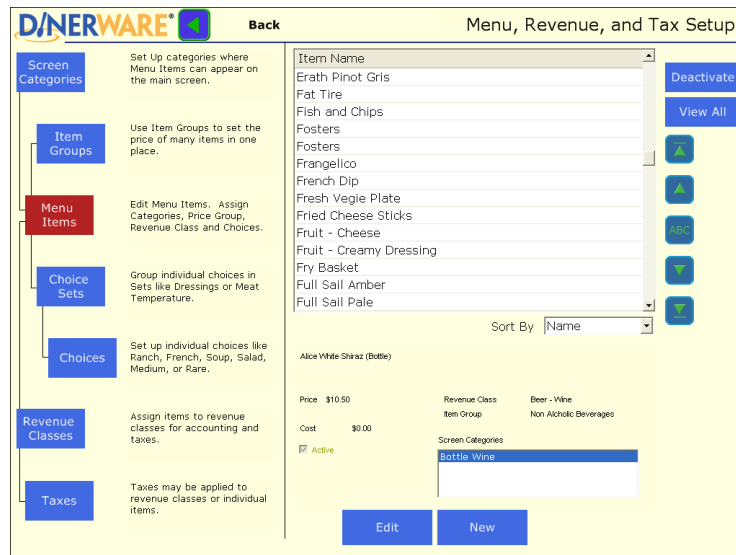 DINERWARE®
Back
Menu, Revenue, and Tax Setup
Screen
Categories
Set Up categories where
Menu Items can appear on
the main screen.
Item
Groups
Use Item Groups to set the
price of many items in one
place.
Menu
Items
Edit Menu Items. Assign
Categories, Price Group,
Revenue Class and Choices.
Choice
Sets
Group individual choices in
Sets like Dressings or Meat
Temperature.
Choices
Set up individual choices like
Ranch, French, Soup, Salad,
Medium, or Rare.
Revenue
Classes
Assign items to revenue
classes for accounting and
taxes.
Taxes
Taxes may be applied to
revenue classes or individual
items.
Item Name
Erath Pinot Gris
Fat Tire
Fish and Chips
Fosters
Fosters
Frangelico
French Dip
Fresh Vegie Plate
Fried Cheese Sticks
Fruit - Cheese
Fruit - Creamy Dressing
Fry Basket
Full Sail Amber
Full Sail Pale
Deactivate
View All
ABC
Sort By Name
Alice White Shiraz (Bottle)
Price $10.50
Revenue Class Beer - Wine
Item Group Non Alcholic Beverages
Cost $0.00
Active
Screen Categories
Bottle Wine
Edit
New